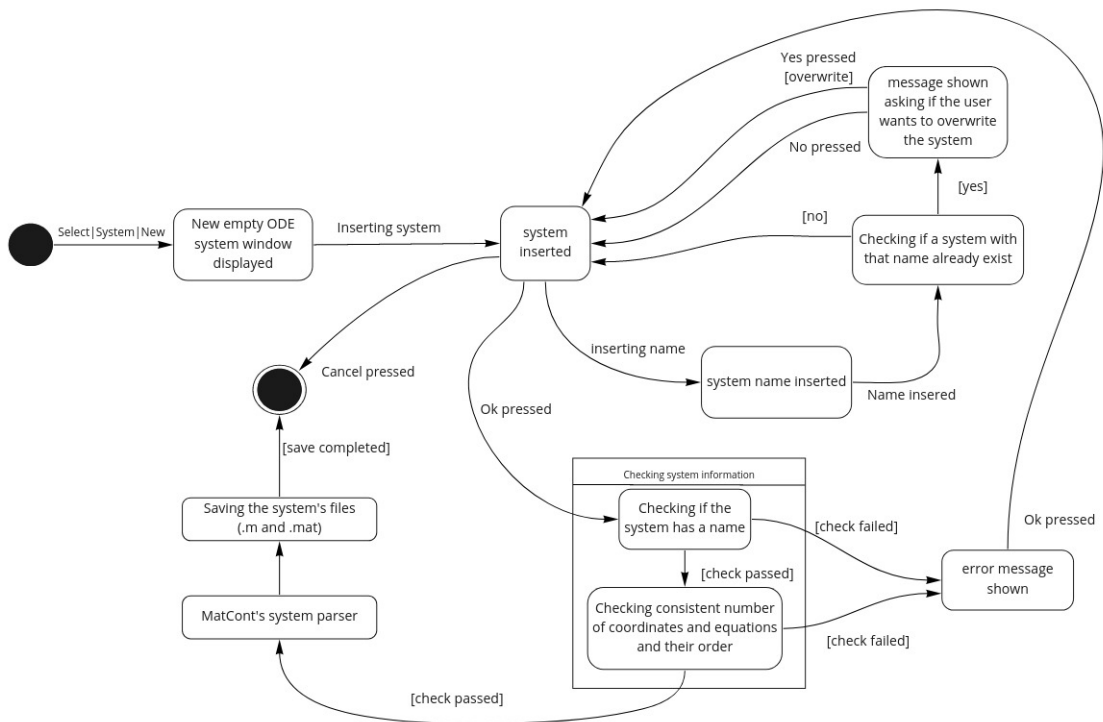 Yes pressed
[overwrite]
message shown
asking if the user
wants to overwrite
the system
No pressed
[yes]
Select|System|New
New empty ODE
system window
displayed
Inserting system
system
inserted
[no]
Checking if a system with
that name already exist
inserting name
system name inserted
Name insered
Cancel pressed
Ok pressed
[save completed]
Saving the system's files
(.m and .mat)
MatCont's system parser
Checking system information
Checking if the
system has a name
[check failed]
Ok pressed
[check passed]
error message
shown
Checking consistent number
of coordinates and equations
and their order
[check failed]
[check passed]